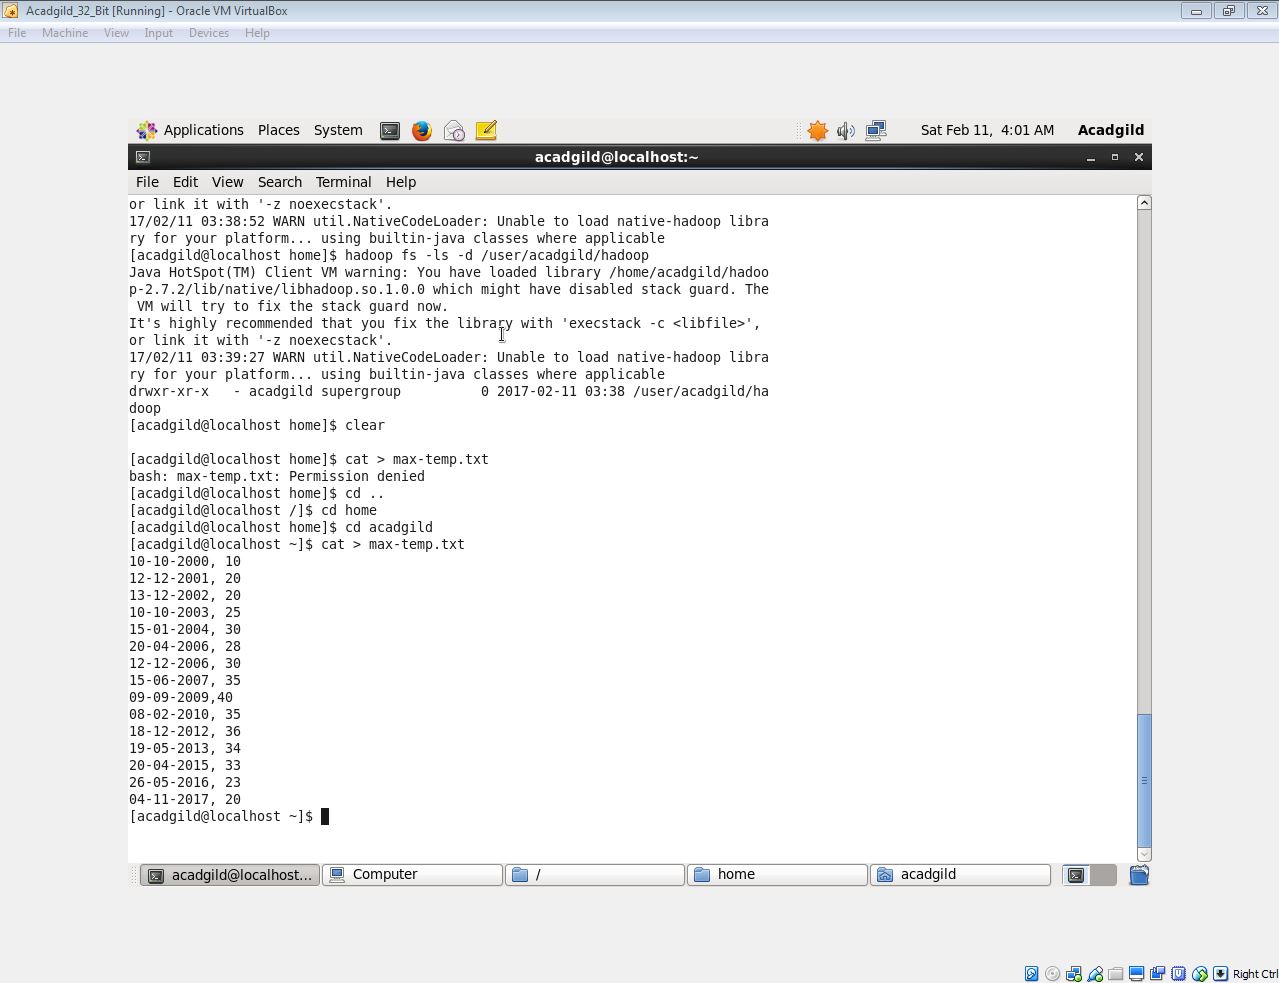 Acadgild_32_Bit [Running] - Oracle VM VirtualBox
File Machine View Input Devices Help
Applications Places System Sat Feb 11, 4:01 AM Acadgild
acadgild@localhost:~
File Edit View Search Terminal Help
or link it with '-z noexecstack'.
17/02/11 03:38:52 WARN util.NativeCodeLoader: Unable to load native-hadoop libra
ry for your platform... using builtin-java classes where applicable
[acadgild@localhost home]$ hadoop fs -ls -d /user/acadgild/hadoop
Java HotSpot(TM) Client VM warning: You have loaded library /home/acadgild/hadoo
p-2.7.2/lib/native/libhadoop.so.1.0.0 which might have disabled stack guard. The
 VM will try to fix the stack guard now.
It's highly recommended that you fix the library with 'execstack -c <libfile>',
or link it with '-z noexecstack'.
17/02/11 03:39:27 WARN util.NativeCodeLoader: Unable to load native-hadoop libra
ry for your platform... using builtin-java classes where applicable
drwxr-xr-x   - acadgild supergroup          0 2017-02-11 03:38 /user/acadgild/ha
doop
[acadgild@localhost home]$ clear
[acadgild@localhost home]$ cat > max-temp.txt
bash: max-temp.txt: Permission denied
[acadgild@localhost home]$ cd ..
[acadgild@localhost /]$ cd home
[acadgild@localhost home]$ cd acadgild
[acadgild@localhost ~]$ cat > max-temp.txt
10-10-2000, 10
12-12-2001, 20
13-12-2002, 20
10-10-2003, 25
15-01-2004, 30
20-04-2006, 28
12-12-2006, 30
15-06-2007, 35
09-09-2009,40
08-02-2010, 35
18-12-2012, 36
19-05-2013, 34
20-04-2015, 33
26-05-2016, 23
04-11-2017, 20
[acadgild@localhost ~]$
acadgild@localhost... Computer / home acadgild
Right Ctrl